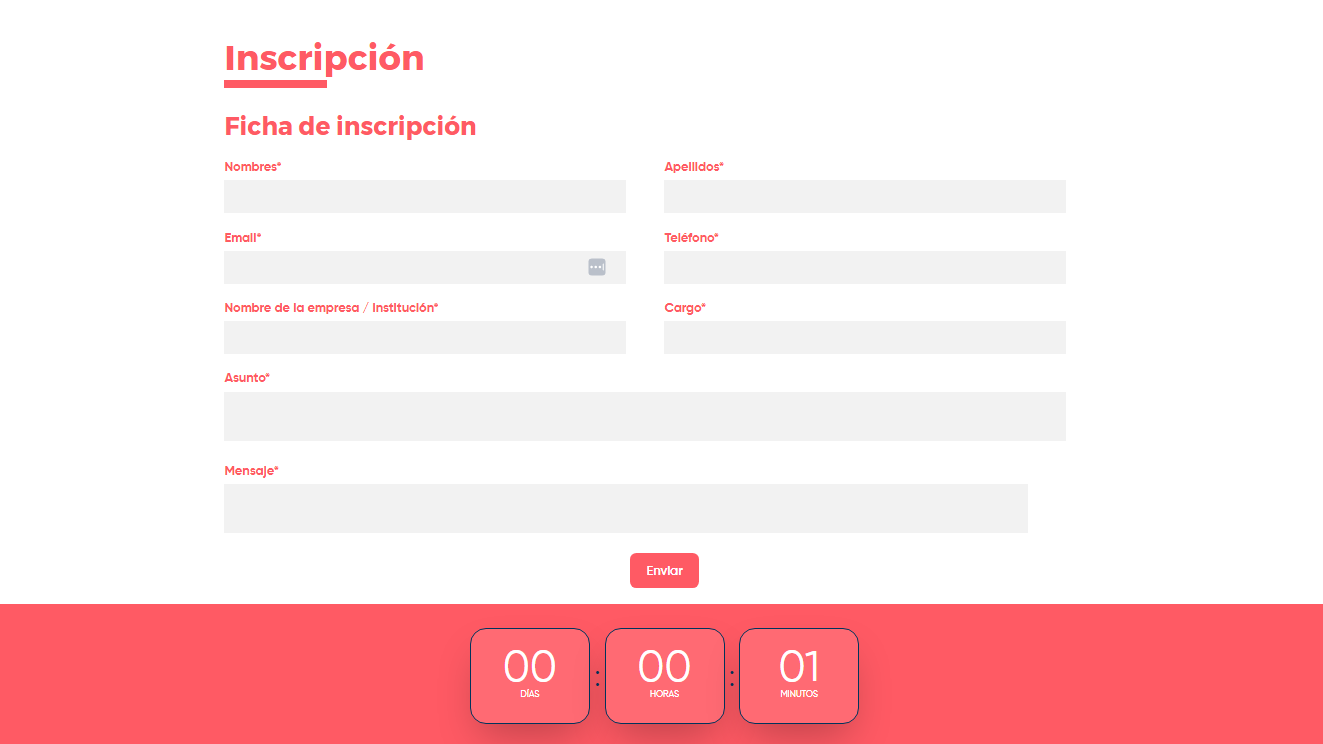 Inscripción
Ficha de inscripción
Nombres*
Apellidos*
Email*
Teléfono*
Nombre de la empresa / Institución*
Cargo*
Asunto*
Mensaje*
Enviar
00 : 00 : 01
DÍAS HORAS MINUTOS